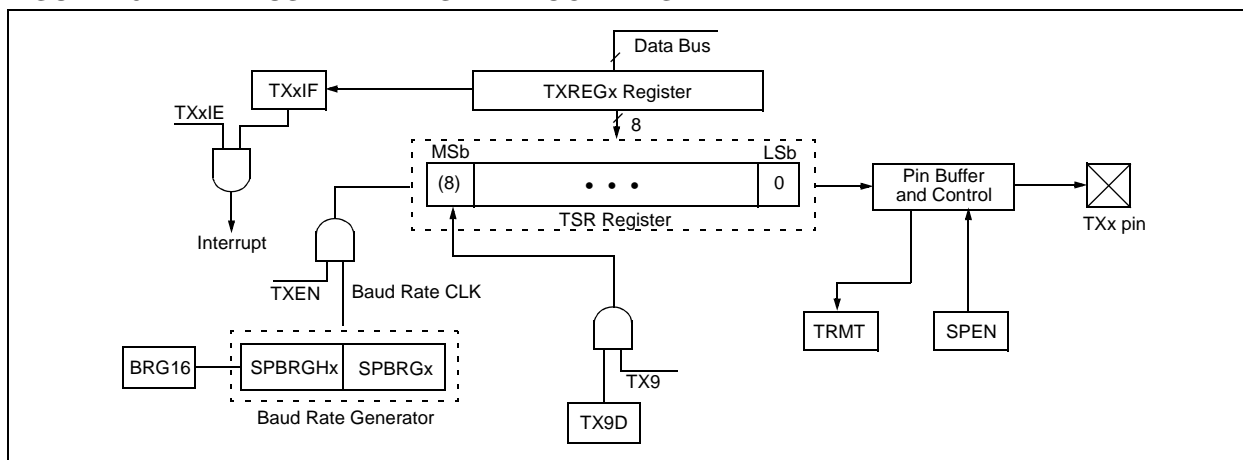 Data Bus
TXREGx Register
TXxIF
TXxIE
8
MSb
LSb
(8)
• • •
0
TSR Register
Pin Buffer
and Control
TXx pin
Interrupt
TXEN
Baud Rate CLK
TRMT
SPEN
BRG16
SPBRGHx
SPBRGx
TX9
Baud Rate Generator
TX9D